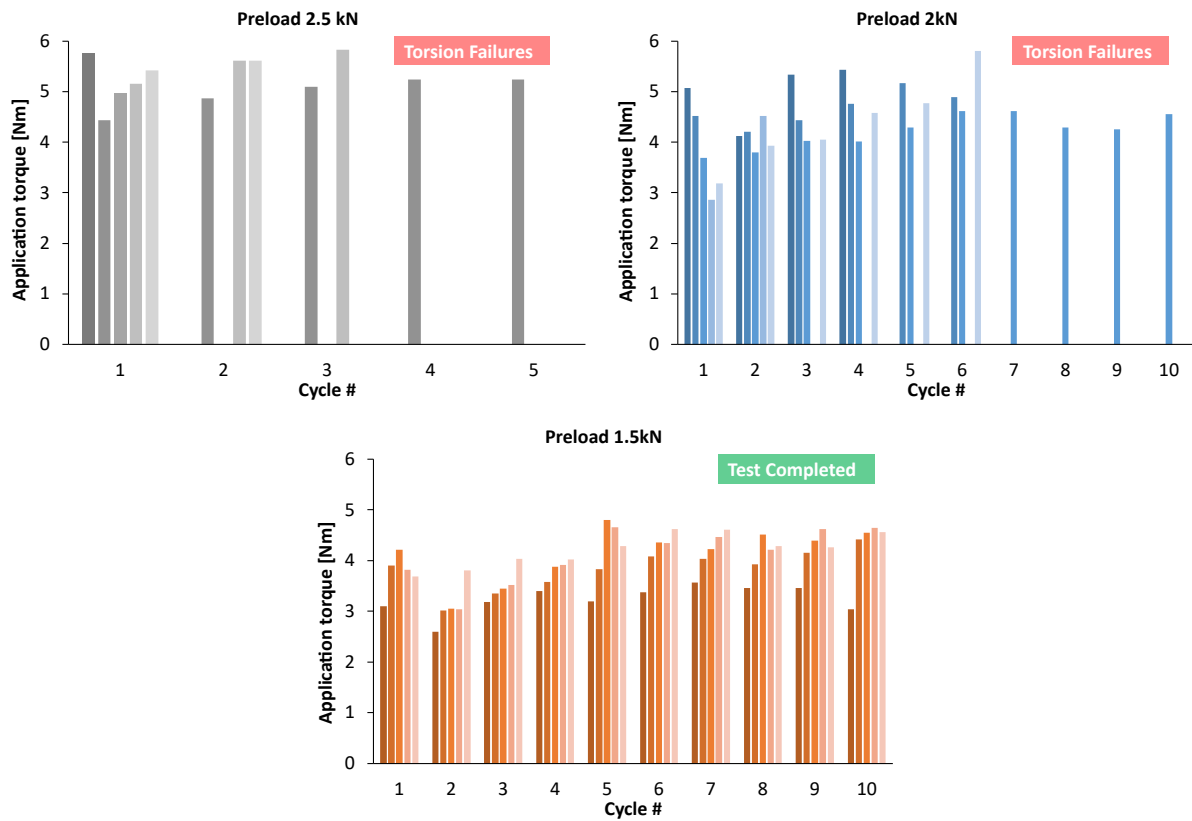 Preload 2.5 kN
Torsion Failures
Application torque [Nm]
6
5
4
3
2
1
0
1 2 3 4 5
Cycle #
Preload 2kN
Torsion Failures
Application torque [Nm]
6
5
4
3
2
1
0
1 2 3 4 5 6 7 8 9 10
Cycle #
Preload 1.5kN
Test Completed
Application torque [Nm]
6
5
4
3
2
1
0
1 2 3 4 5 6 7 8 9 10
Cycle #